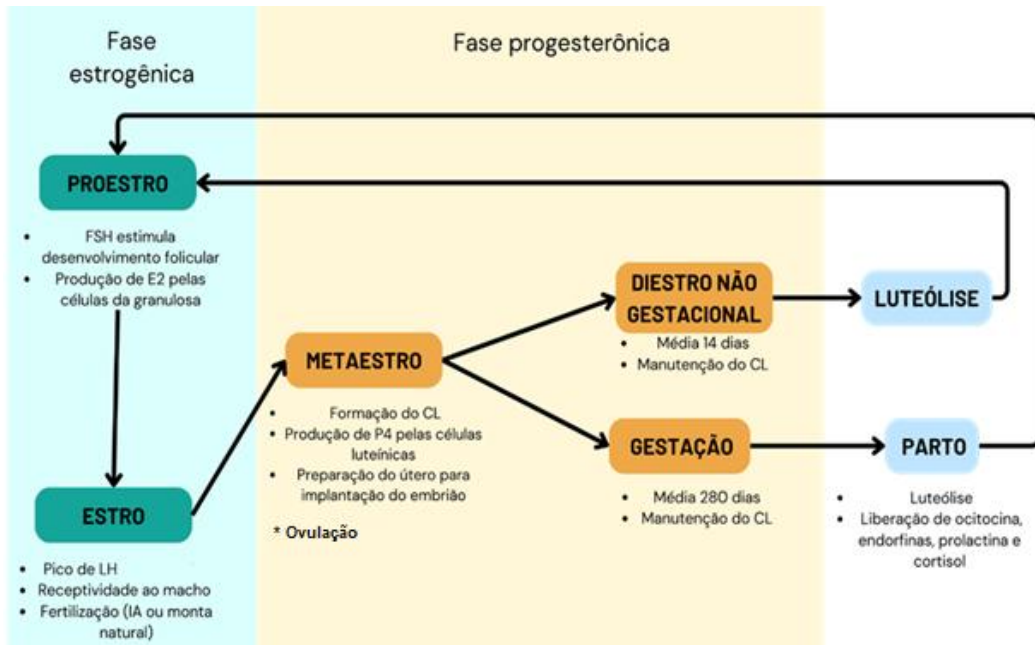 Fase
estrogênica
Fase progesterônica
PROESTRO
• FSH estimula
desenvolvimento folicular
• Produção de E2 pelas
células da granulosa
ESTRO
• Pico de LH
• Receptividade ao macho
• Fertilização (IA ou monta
natural)
METAESTRO
• Formação do CL
• Produção de P4 pelas células
luteínicas
• Preparação do útero para
implantação do embrião
* Ovulação
DIESTRO NÃO
GESTACIONAL
• Média 14 dias
• Manutenção do CL
LUTEÓLISE
GESTAÇÃO
• Média 280 dias
• Manutenção do CL
PARTO
• Luteólise
• Liberação de ocitocina,
endorfinas, prolactina e
cortisol